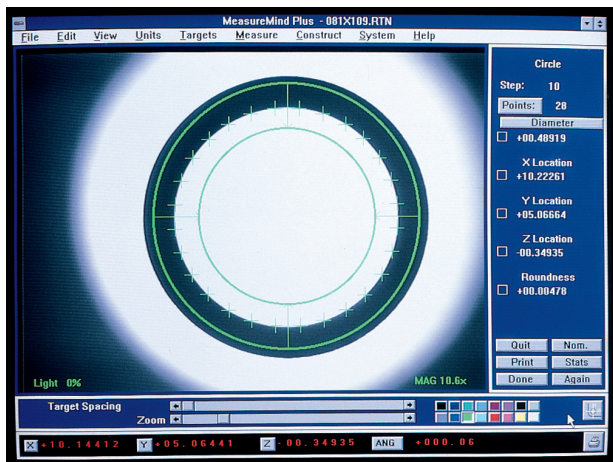 MeasureMind Plus - 081X109.RTN
File Edit View Units Targets Measure Construct System Help
Circle
Step: 10
Points: 28
Diameter
+00.48919
X Location
+10.22261
Y Location
+05.06664
Z Location
-00.34935
Roundness
+00.00478
Quit Nom.
Print Stats
Done Again
Light 0% MAG 10.6x
Target Spacing
Zoom
X +10.14412 Y +05.06441 Z -00.34935 ANG +000.06